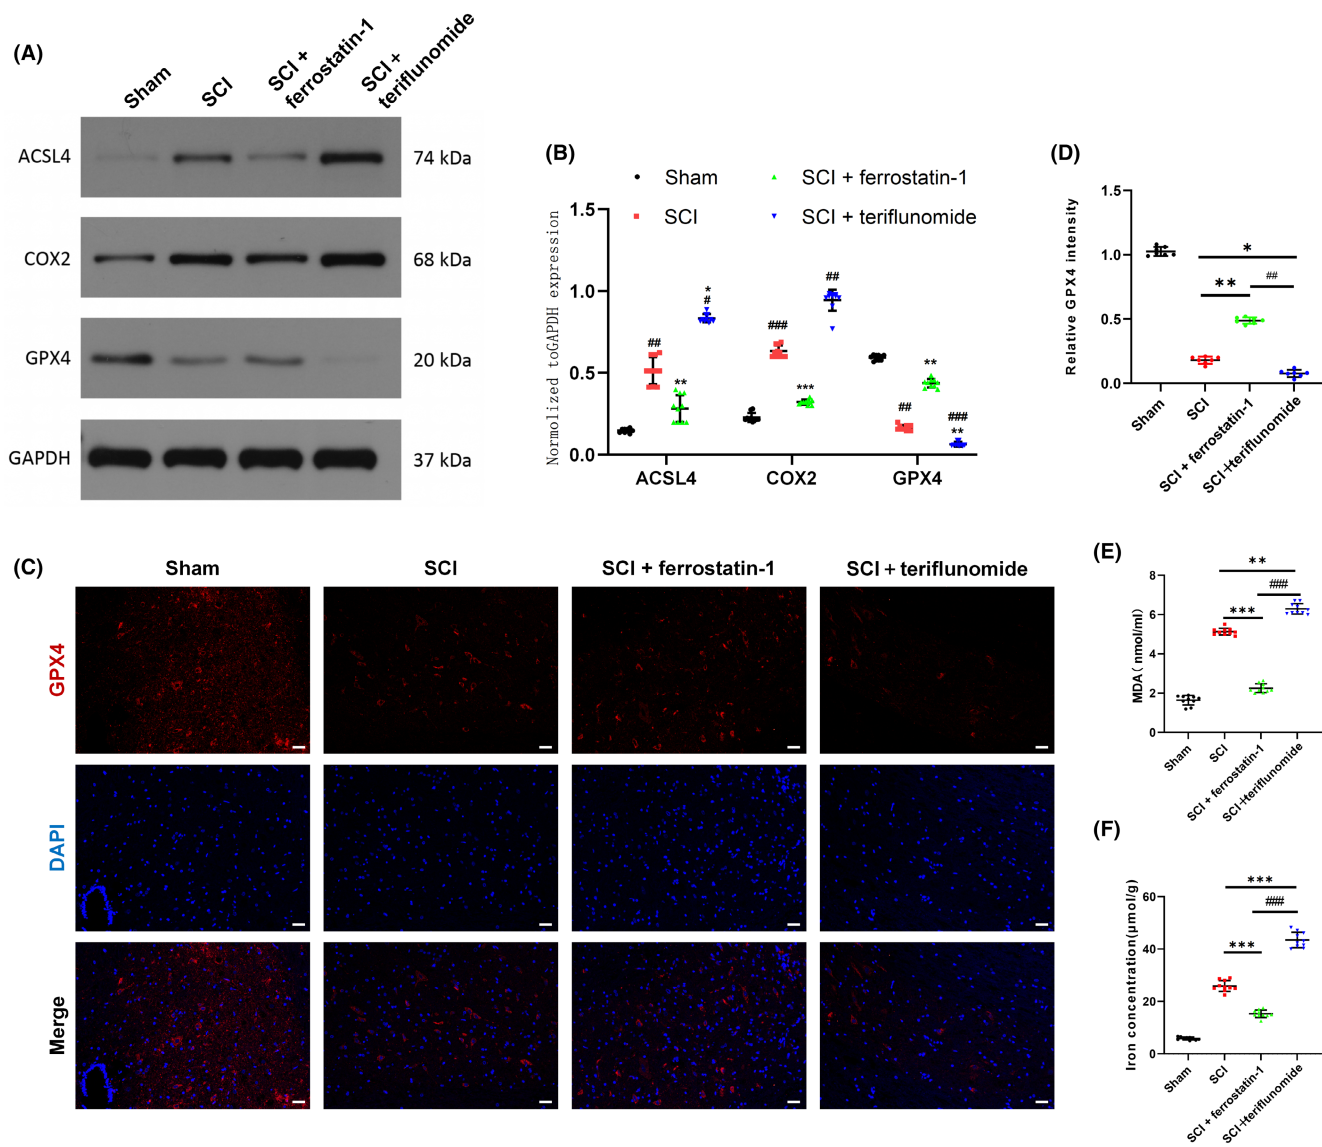 (A)
Sham
SCI
SCI +
ferrostatin-1
SCI +
teriflunomide
ACSL4
74 kDa
COX2
68 kDa
GPX4
20 kDa
GAPDH
37 kDa
(B)
Sham
SCI
SCI + ferrostatin-1
SCI + teriflunomide
Normolized toGAPDH expression
1.5
1.0
0.5
0.0
##
**
*
#
###
***
##
##
**
###
**
ACSL4
COX2
GPX4
(D)
Relative GPX4 intensity
1.5
1.0
0.5
0.0
*
**
##
Sham
SCI
SCI + ferrostatin-1
SCI+teriflunomide
(C)
Sham
SCI
SCI + ferrostatin-1
SCI + teriflunomide
GPX4
DAPI
Merge
(E)
MDA( nmol/ml)
8
6
4
2
0
**
###
***
Sham
SCI
SCI + ferrostatin-1
SCI+teriflunomide
(F)
Iron concentration(μmol/g)
60
40
20
0
***
###
***
Sham
SCI
SCI + ferrostatin-1
SCI+teriflunomide